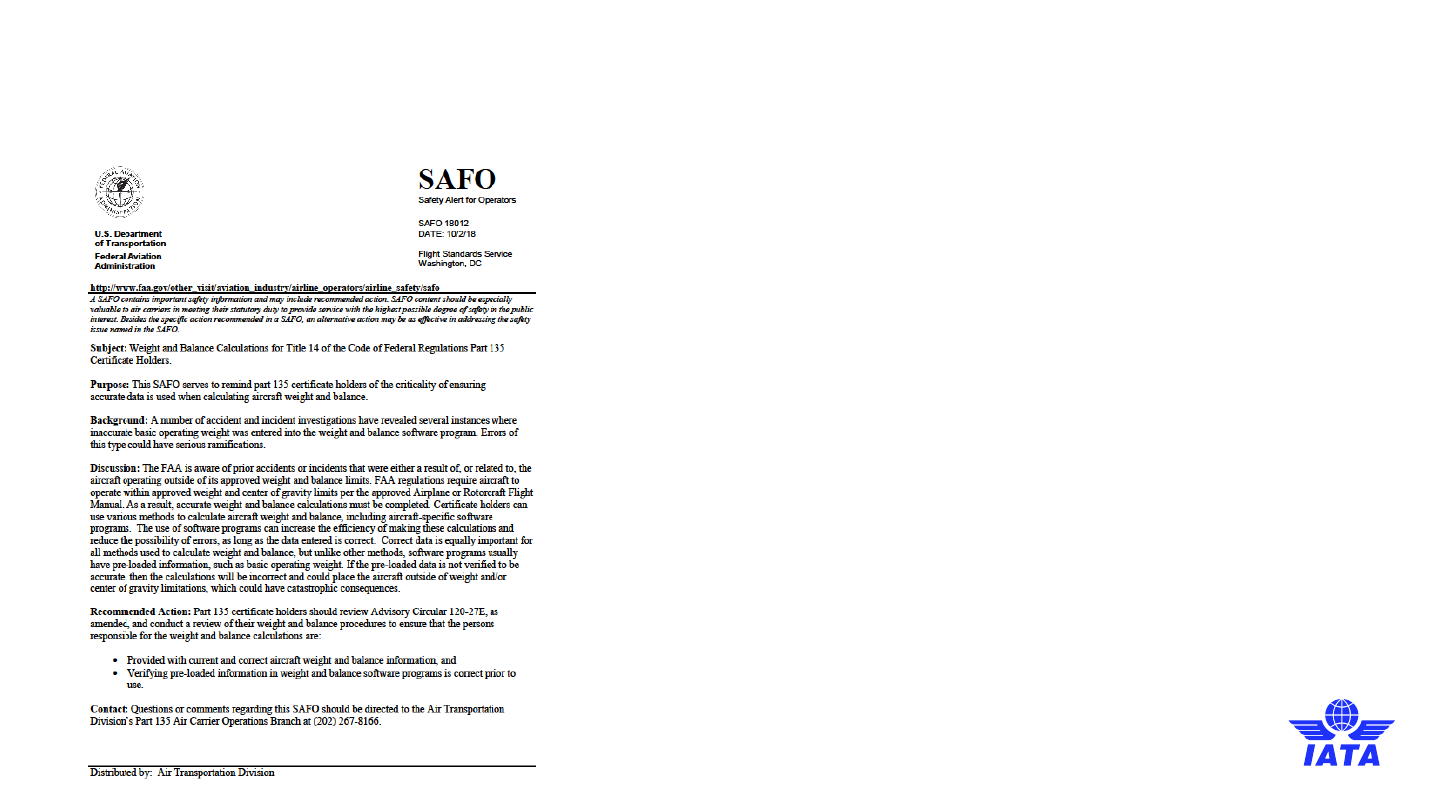 FEDERAL AVIATION
ADMINISTRATION
SAFO
Safety Alert for Operators
U.S. Department
of Transportation
Federal Aviation
Administration
SAFO 18012
DATE: 10/2/18
Flight Standards Service
Washington, DC
http://www.faa.gov/other_visit/aviation_industry/airline_operators/airline_safety/safo
A SAFO contains important safety information and may include recommended action. SAFO content should be especially
valuable to air carriers in meeting their statutory duty to provide service with the highest possible degree of safety in the public
interest. Besides the specific action recommended in a SAFO, an alternative action may be as effective in addressing the safety
issue named in the SAFO.
Subject: Weight and Balance Calculations for Title 14 of the Code of Federal Regulations Part 135
Certificate Holders.
Purpose: This SAFO serves to remind part 135 certificate holders of the criticality of ensuring
accurate data is used when calculating aircraft weight and balance.
Background: A number of accident and incident investigations have revealed several instances where
inaccurate basic operating weight was entered into the weight and balance software program. Errors of
this type could have serious ramifications.
Discussion: The FAA is aware of prior accidents or incidents that were either a result of, or related to, the
aircraft operating outside of its approved weight and balance limits. FAA regulations require aircraft to
operate within approved weight and center of gravity limits per the approved Airplane or Rotorcraft Flight
Manual. As a result, accurate weight and balance calculations must be completed. Certificate holders can
use various methods to calculate aircraft weight and balance, including aircraft-specific software
programs. The use of software programs can increase the efficiency of making these calculations and
reduce the possibility of errors, as long as the data entered is correct. Correct data is equally important for
all methods used to calculate weight and balance, but unlike other methods, software programs usually
have pre-loaded information, such as basic operating weight. If the pre-loaded data is not verified to be
accurate then the calculations will be incorrect and could place the aircraft outside of weight and/or
center of gravity limitations, which could have catastrophic consequences.
Recommended Action: Part 135 certificate holders should review Advisory Circular 120-27E, as
amended, and conduct a review of their weight and balance procedures to ensure that the persons
responsible for the weight and balance calculations are:
• Provided with current and correct aircraft weight and balance information, and
• Verifying pre-loaded information in weight and balance software programs is correct prior to
use.
Contact: Questions or comments regarding this SAFO should be directed to the Air Transportation
Division's Part 135 Air Carrier Operations Branch at (202) 267-8166.
Distributed by: Air Transportation Division
IATA